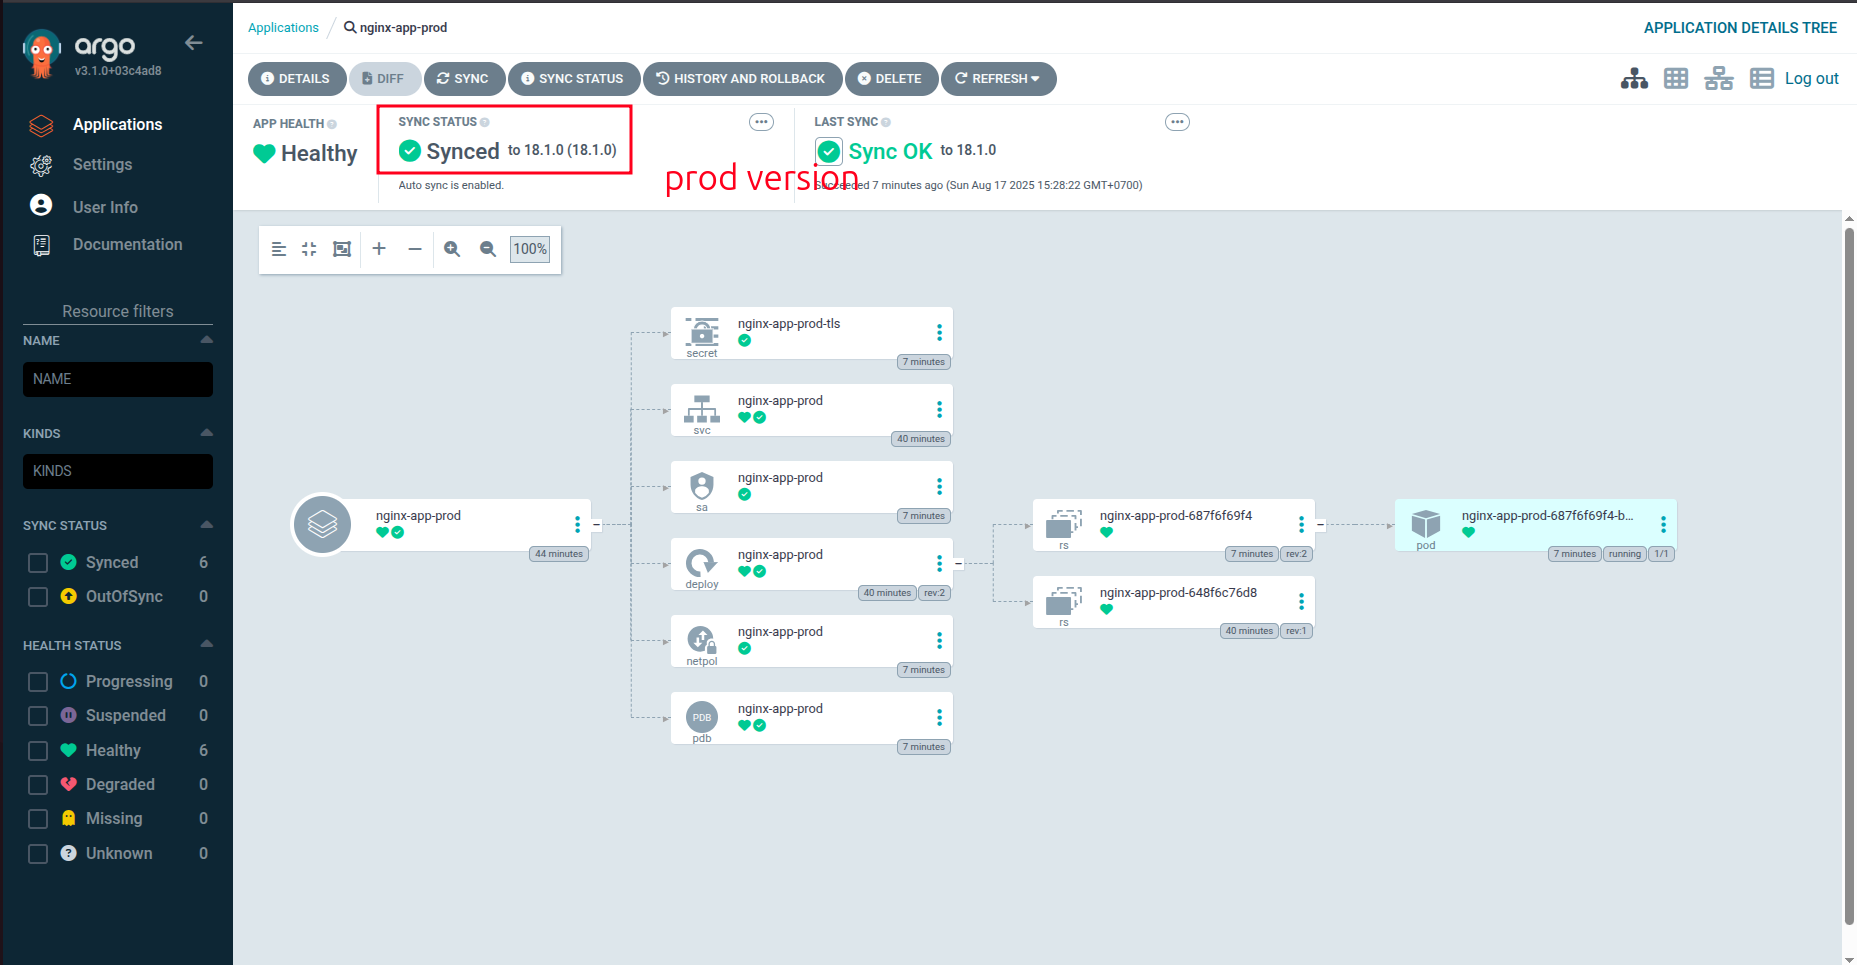 argo
v3.1.0+03c4ad8
Applications
Settings
User Info
Documentation
Resource filters
NAME
NAME
KINDS
KINDS
SYNC STATUS
Synced 6
OutOfSync 0
HEALTH STATUS
Progressing 0
Suspended 0
Healthy 6
Degraded 0
Missing 0
Unknown 0
Applications / nginx-app-prod
APPLICATION DETAILS TREE
DETAILS DIFF SYNC SYNC STATUS HISTORY AND ROLLBACK DELETE REFRESH
Log out
APP HEALTH
Healthy
SYNC STATUS
Synced to 18.1.0 (18.1.0)
Auto sync is enabled.
prod version
LAST SYNC
Sync OK to 18.1.0
Succeeded 7 minutes ago (Sun Aug 17 2025 15:28:22 GMT+0700)
100%
nginx-app-prod
44 minutes
nginx-app-prod-tls
secret
7 minutes
nginx-app-prod
svc
40 minutes
nginx-app-prod
sa
7 minutes
nginx-app-prod
deploy
40 minutes rev:2
nginx-app-prod
netpol
7 minutes
PDB
nginx-app-prod
pdb
7 minutes
nginx-app-prod-687f6f69f4
rs
7 minutes rev:2
nginx-app-prod-648f6c76d8
rs
40 minutes rev:1
nginx-app-prod-687f6f69f4-b...
pod
7 minutes running 1/1